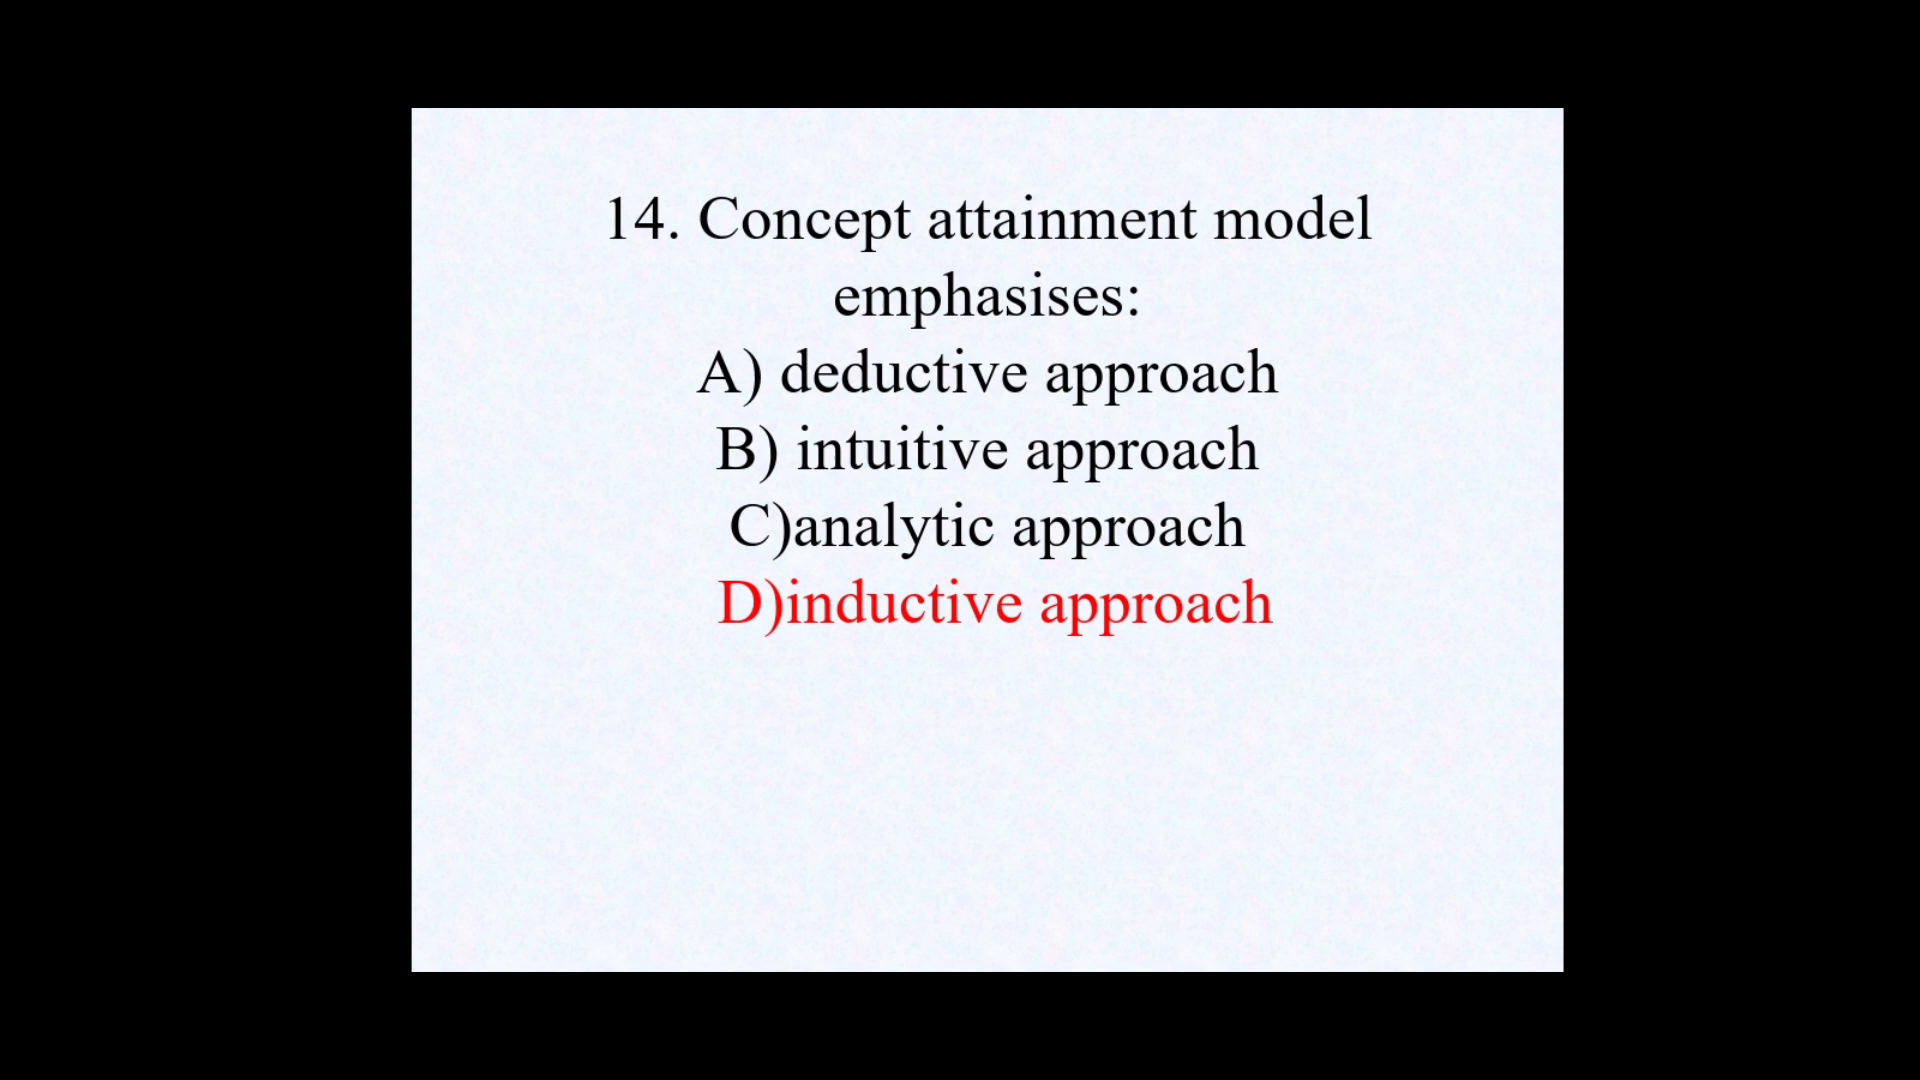 14. Concept attainment model
emphasises:
A) deductive approach
B) intuitive approach
C)analytic approach
D)inductive approach